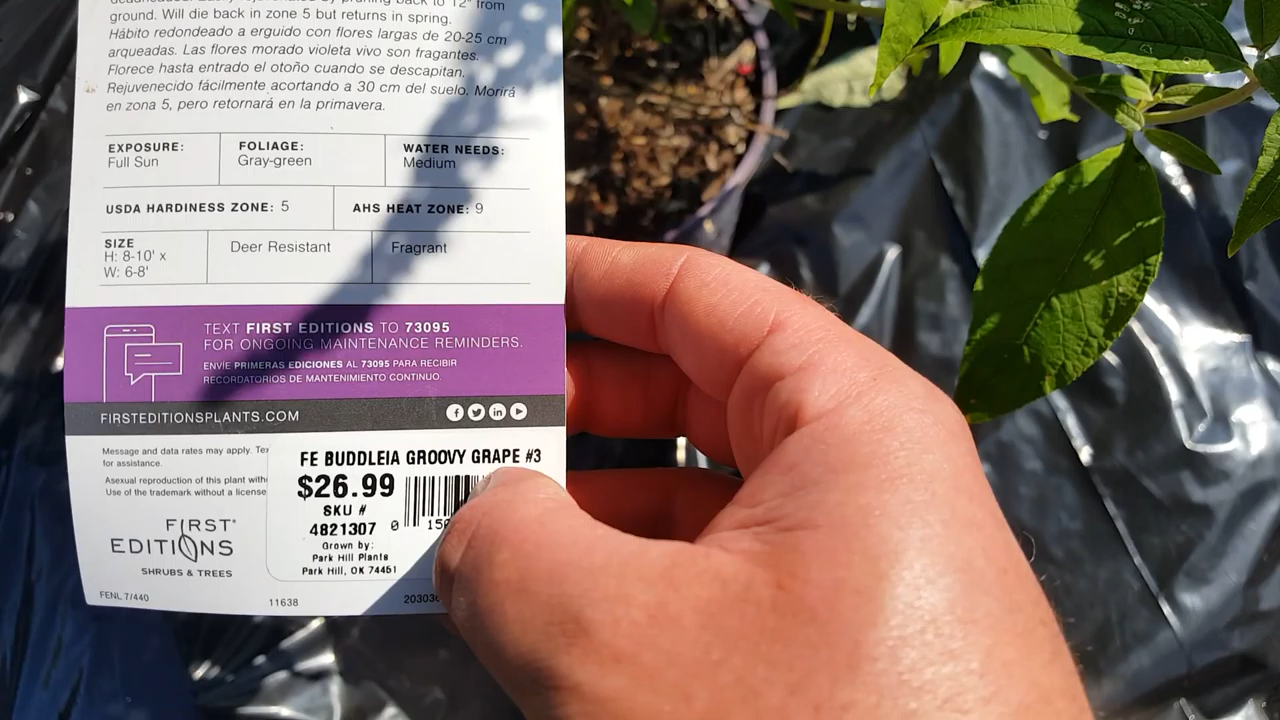 pruning back to 12" from
ground. Will die back in zone 5 but returns in spring.
Hábito redondeado a erguido con flores largas de 20-25 cm
arqueadas. Las flores morado violeta vivo son fragantes.
Florece hasta entrado el otoño cuando se descapitan.
Rejuvenecido fácilmente acortando a 30 cm del suelo. Morirá
en zona 5, pero retornará en la primavera.
EXPOSURE:
Full Sun
FOLIAGE:
Gray-green
WATER NEEDS:
Medium
USDA HARDINESS ZONE: 5
AHS HEAT ZONE: 9
SIZE
H: 8-10' x
W: 6-8'
Deer Resistant
Fragrant
TEXT FIRST EDITIONS TO 73095
FOR ONGOING MAINTENANCE REMINDERS.
ENVÍE PRIMERAS EDICIONES AL 73095 PARA RECIBIR
RECORDATORIOS DE MANTENIMIENTO CONTINUO.
FIRSTEDITIONSPLANTS.COM
Message and data rates may apply.
for assistance.
Asexual reproduction of this plant
Use of the trademark without a license
FIRST
EDITIONS
SHRUBS & TREES
FE BUDDLEIA GROOVY GRAPE #3
$26.99
SKU #
4821307
0 150
Grown by:
Park Hill Plants
Park Hill, OK 74451
FENL 7/440
11638